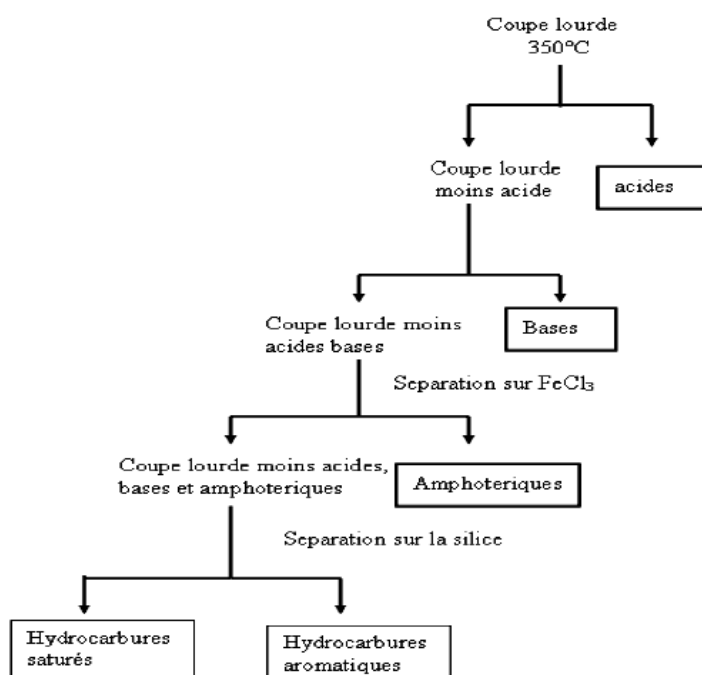 Coupe lourde
350°C
Coupe lourde
moins acide
acides
Coupe lourde moins
acides bases
Bases
Separation sur FeCl₃
Coupe lourde moins acides,
bases et amphoteriques
Amphoteriques
Separation sur la silice
Hydrocarbures
saturés
Hydrocarbures
aromatiques